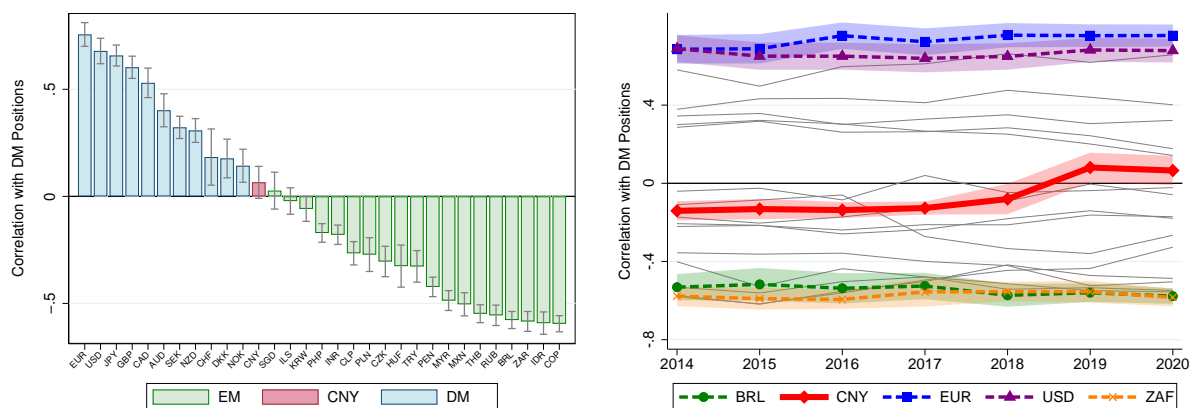 Correlation with DM Positions
.5
0
-.5
EUR USD JPY GBP CAD AUD SEK NZD CHF DKK NOK CNY SGD ILS KRW PHP INR CLP PLN CZK HUF TRY PEN MYR MXN THB RUB BRL ZAR IDR COP
EM CNY DM
Correlation with DM Positions
.4
0
-.4
-.8
2014 2015 2016 2017 2018 2019 2020
BRL CNY EUR USD ZAF